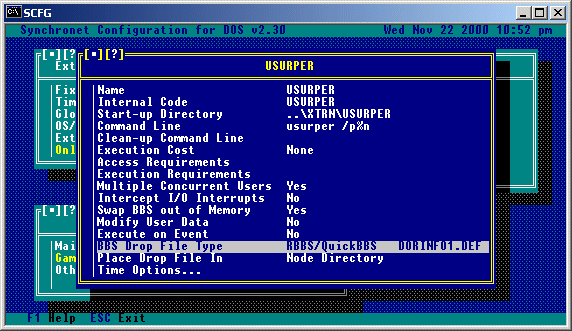 SCFG
Synchronet Configuration for DOS v2.30 Wed Nov 22 2000 10:52 pm
[■][?
[■][?]
Ext
USURPER
Fix
Tim
Glo
OS/
Ext
Onl
Name USURPER
Internal Code USURPER
Start-up Directory ..\XTRN\USURPER
Command Line usurper /p%n
Clean-up Command Line
Execution Cost None
Access Requirements
Execution Requirements
Multiple Concurrent Users Yes
Intercept I/O Interrupts No
Swap BBS out of Memory Yes
Modify User Data No
Execute on Event No
BBS Drop File Type RBBS/QuickBBS DORINFO1.DEF
Place Drop File In Node Directory
Time Options...
[■][?
Mai
Gam
Oth
F1 Help ESC Exit